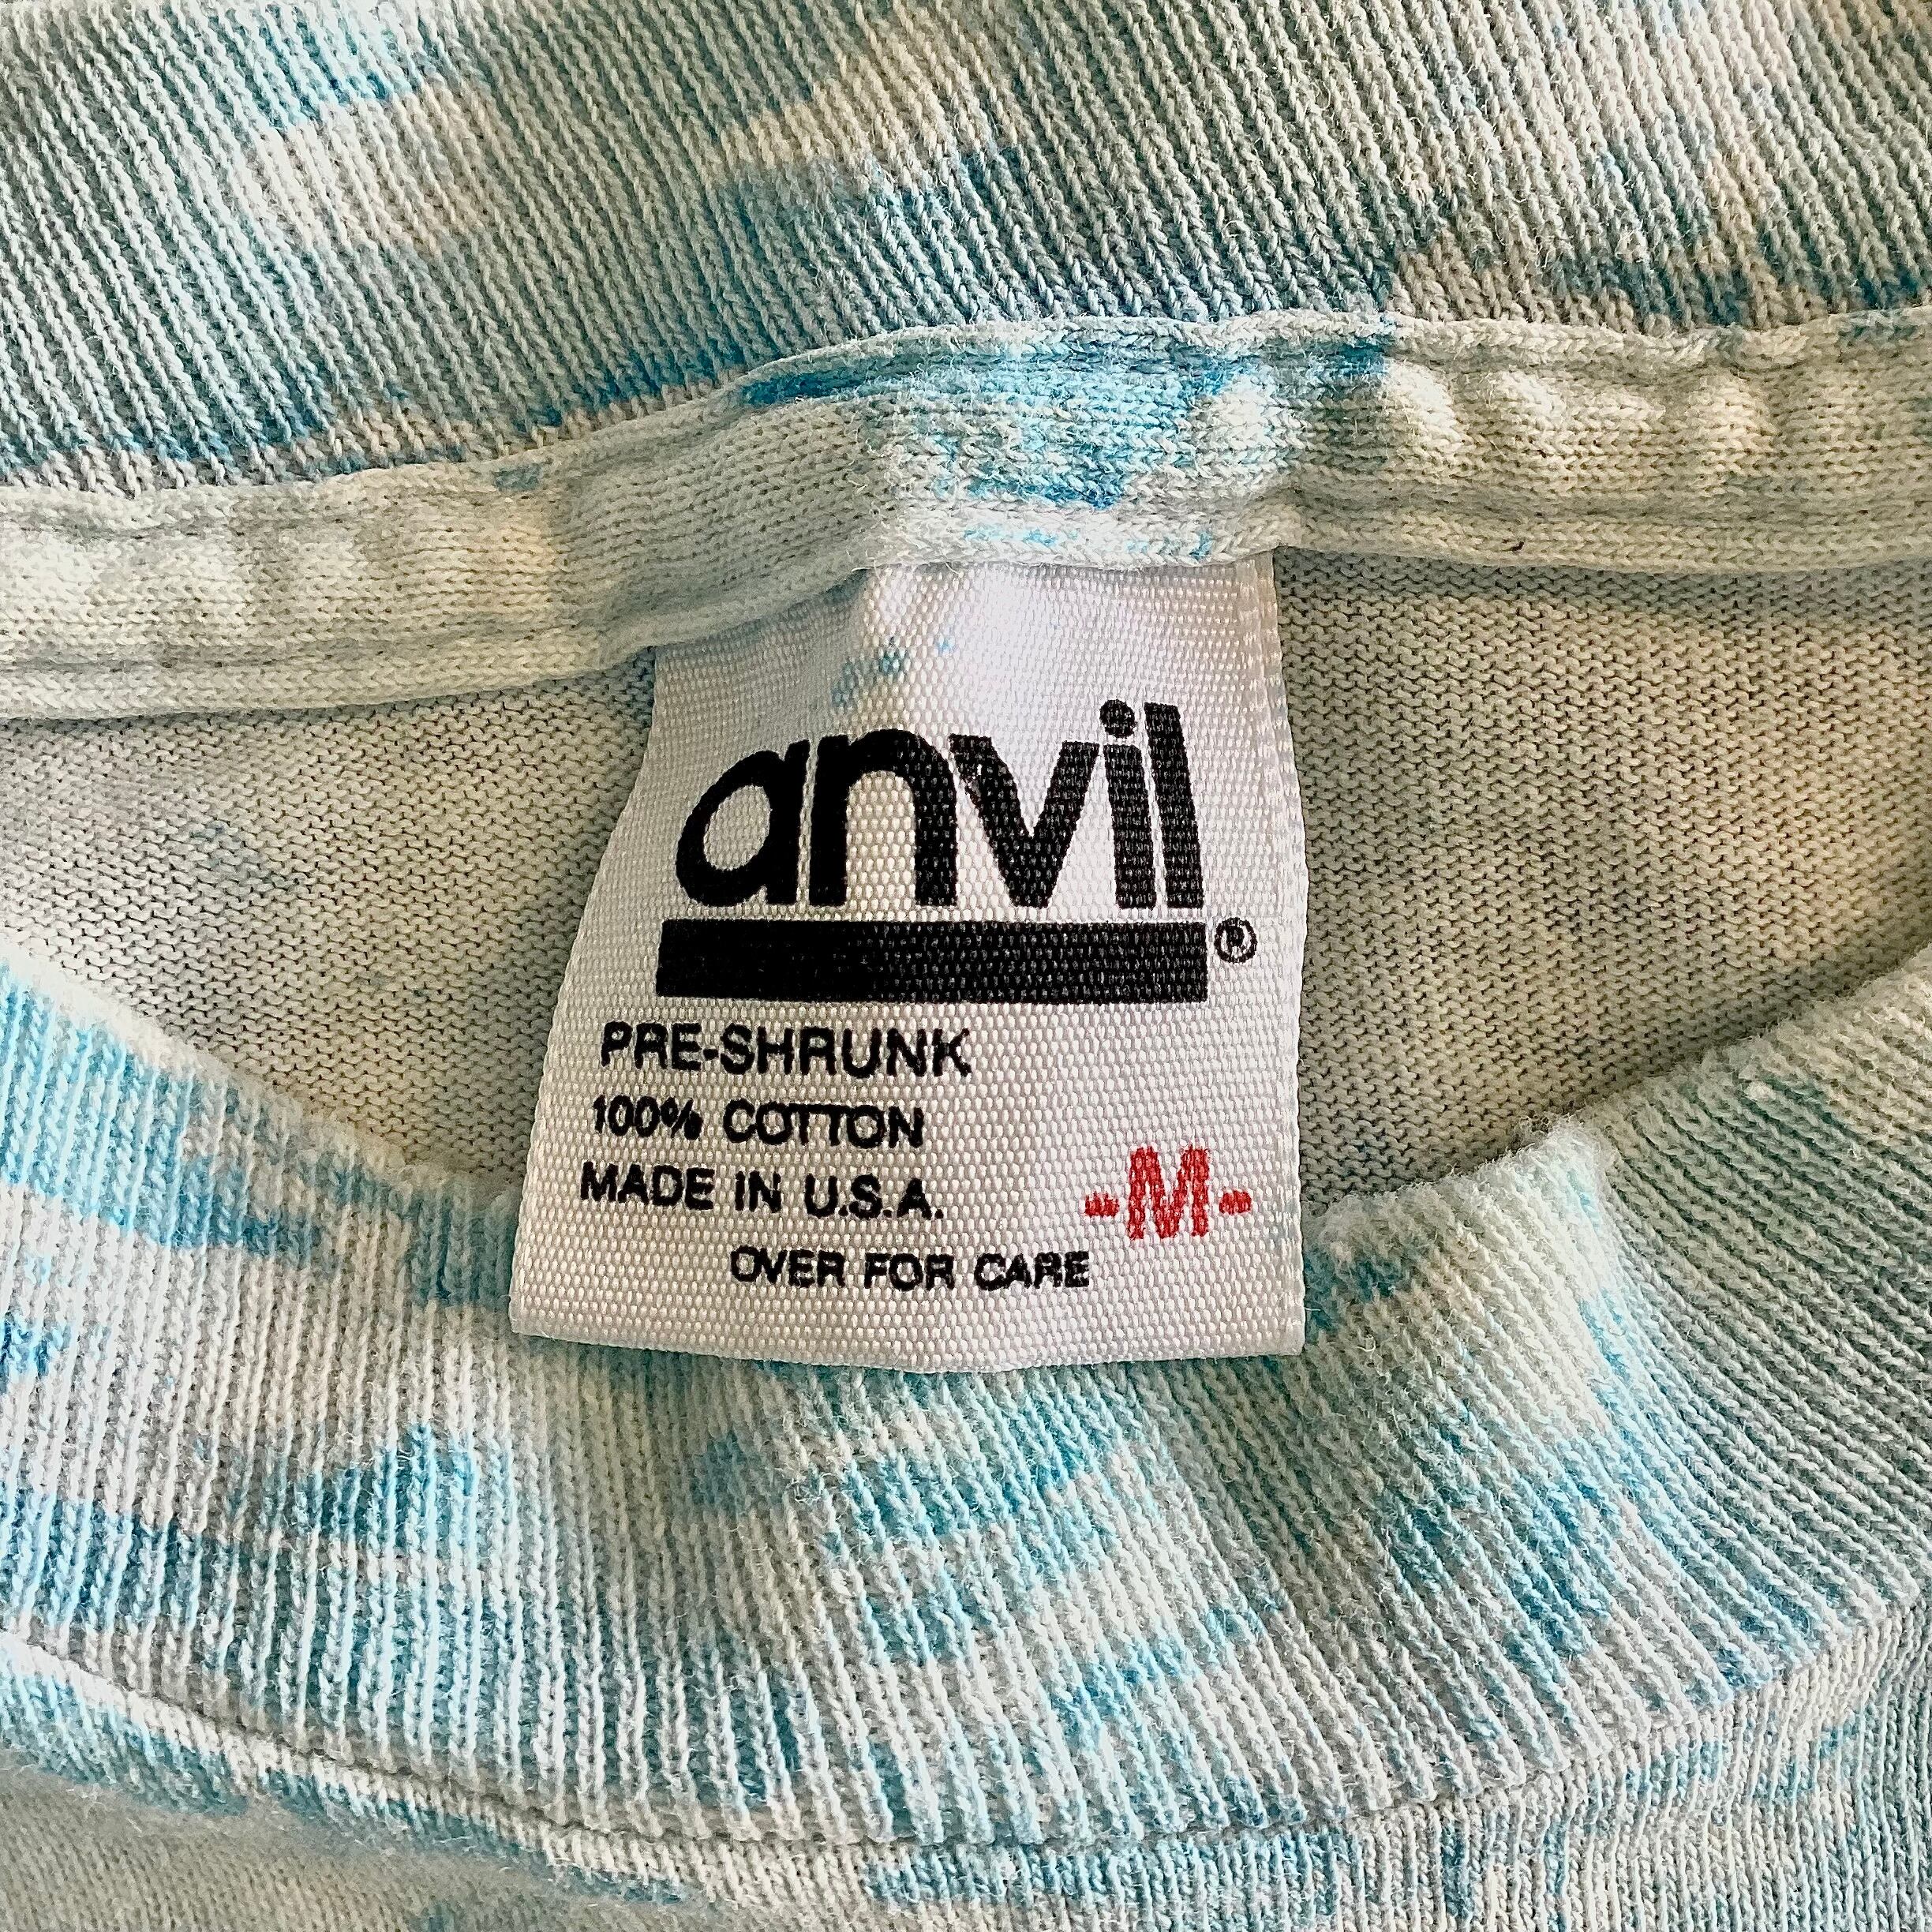 anvil®
PRE-SHRUNK
100% COTTON
MADE IN U.S.A. -M-
OVER FOR CARE